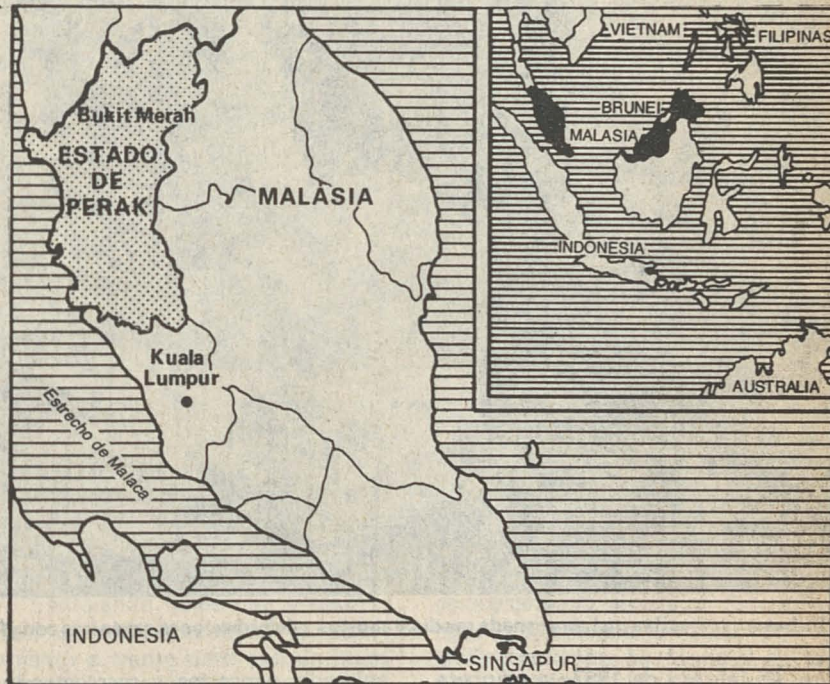 Bukit Merah
ESTADO
DE
PERAK
MALASIA
Kuala
Lumpur
Estrecho de Malaca
INDONESIA
SINGAPUR
VIETNAM
FILIPINAS
BRUNEI
MALASIA
INDONESIA
AUSTRALIA